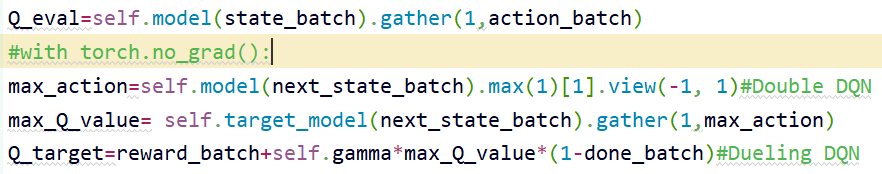 Q_eval=self.model(state_batch).gather(1,action_batch)
#with torch.no_grad():
max_action=self.model(next_state_batch).max(1)[1].view(-1, 1)#Double DQN
max_Q_value= self.target_model(next_state_batch).gather(1,max_action)
Q_target=reward_batch+self.gamma*max_Q_value*(1-done_batch)#Dueling DQN